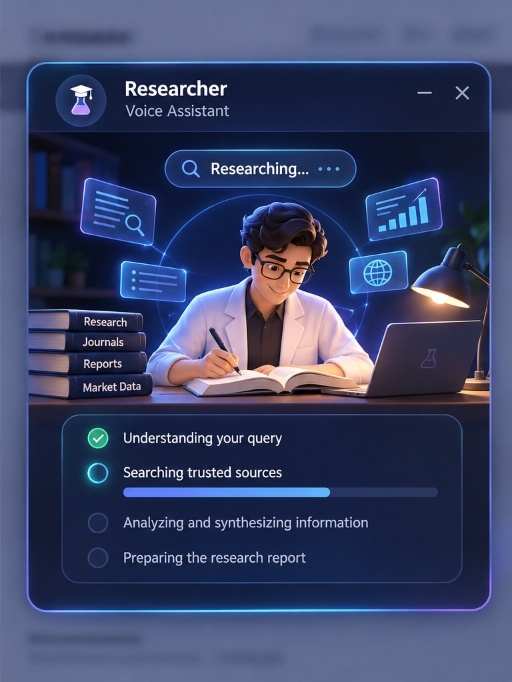 Researcher
Voice Assistant
Researching...
Research
Journals
Reports
Market Data
Understanding your query
Searching trusted sources
Analyzing and synthesizing information
Preparing the research report